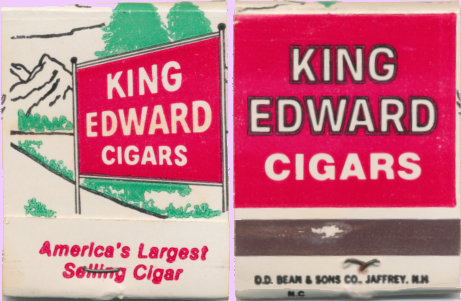 KING
EDWARD
CIGARS
America's Largest
Selling Cigar
KING
EDWARD
CIGARS
D.D. BEAN & SONS CO., JAFFREY, N.H.
N.C.